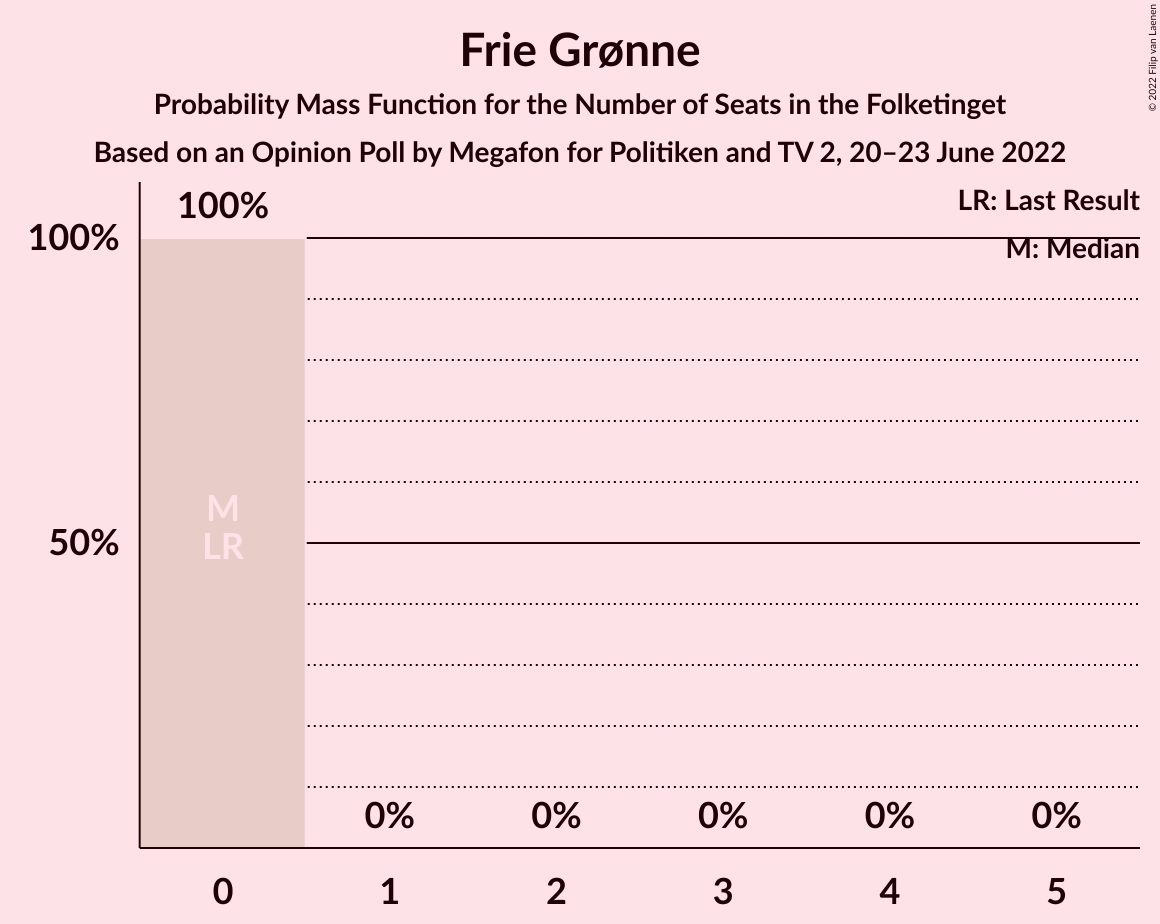 Frie Grønne
Probability Mass Function for the Number of Seats in the Folketinget
Based on an Opinion Poll by Megafon for Politiken and TV 2, 20–23 June 2022
© 2022 Filip van Laenen
LR: Last Result
M: Median
100%
100%
50%
M
LR
0% 0% 0% 0% 0%
0 1 2 3 4 5